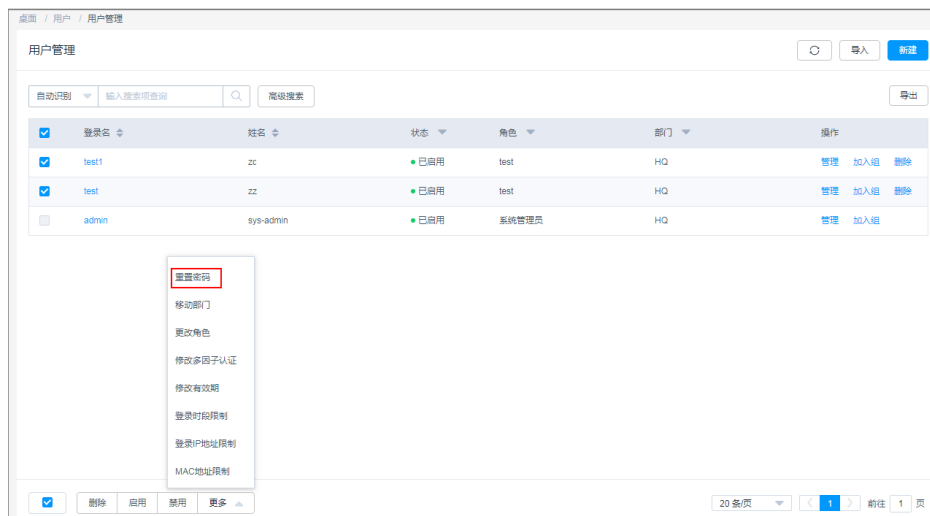 桌面 / 用户 / 用户管理
用户管理 导入 新建
自动识别 输入搜索项查询 高级搜索 导出
登录名 姓名 状态 角色 部门 操作
test1 zc 已启用 test HQ 管理 加入组 删除
test zz 已启用 test HQ 管理 加入组 删除
admin sys-admin 已启用 系统管理员 HQ 管理 加入组
重置密码
移动部门
更改角色
修改多因子认证
修改有效期
登录时段限制
登录IP地址限制
MAC地址限制
删除 启用 禁用 更多 20 条/页 1 前往 1 页